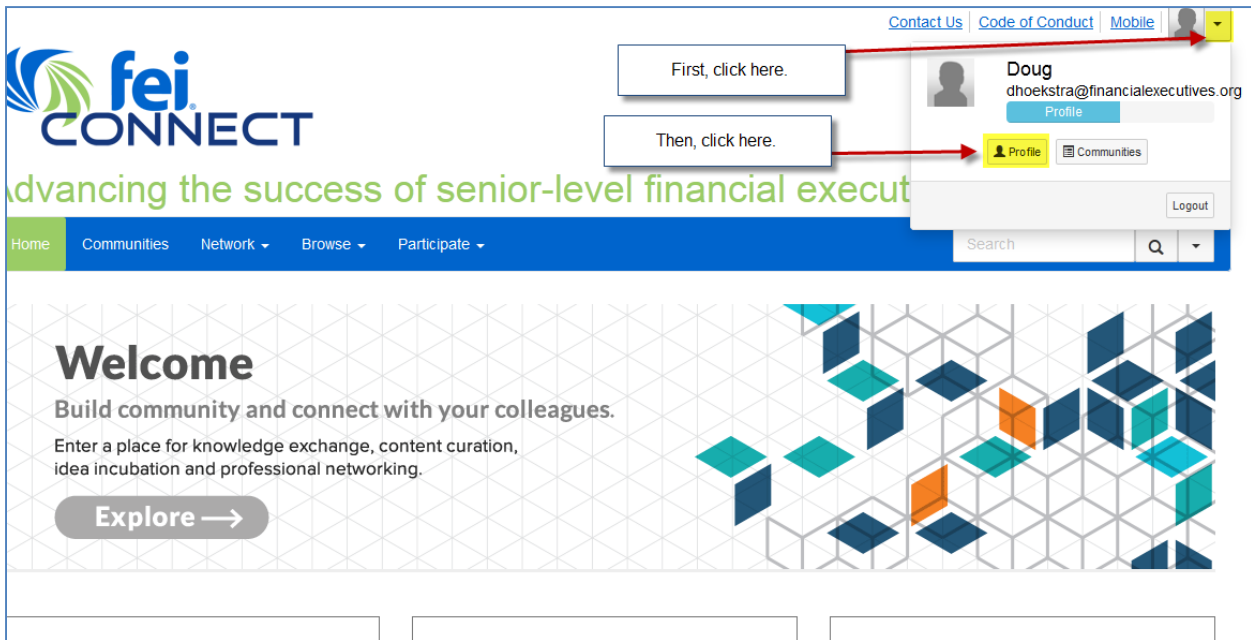 Contact Us Code of Conduct Mobile
fei
CONNECT
First, click here.
Doug
dhoekstra@financialexecutives.org
Profile
Then, click here.
Profile Communities
Advancing the success of senior-level financial execut
Logout
Home Communities Network Browse Participate Search
Welcome
Build community and connect with your colleagues.
Enter a place for knowledge exchange, content curation,
idea incubation and professional networking.
Explore